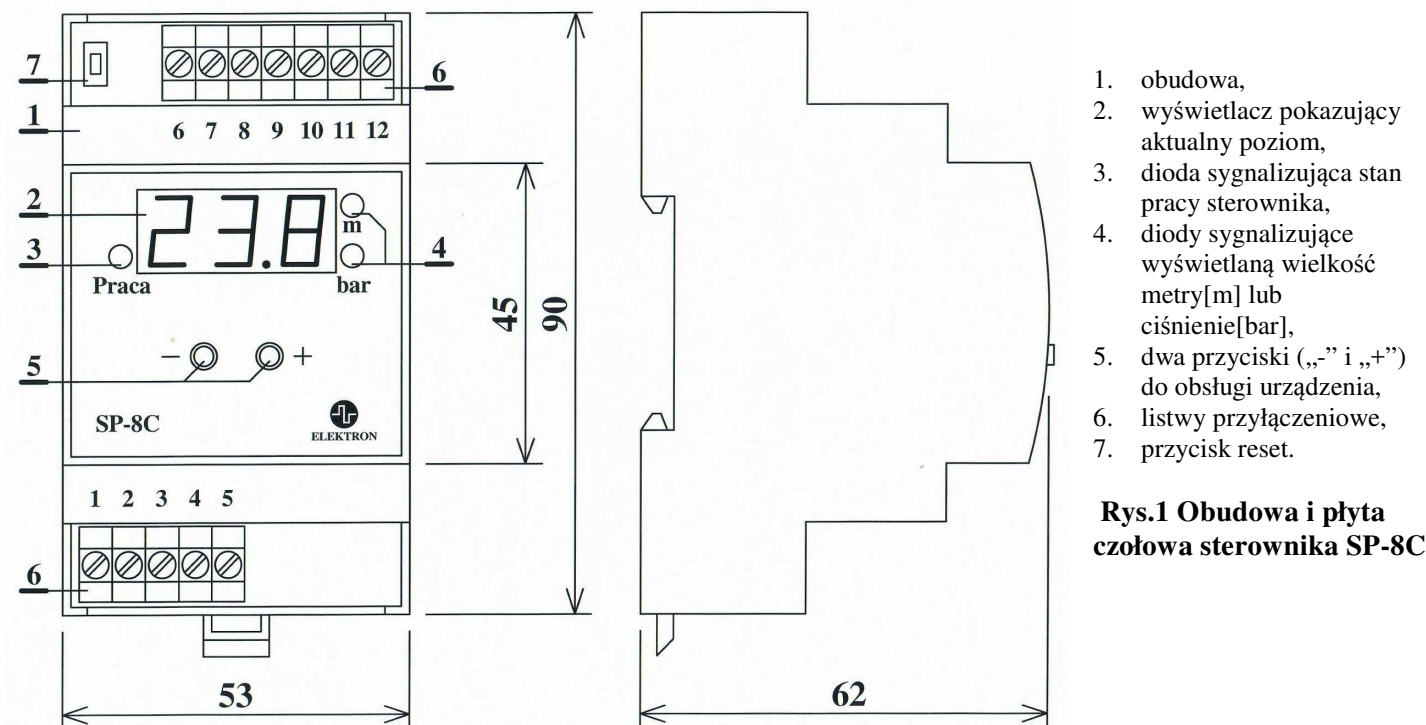 7
6
1
6 7 8 9 10 11 12
2
23.8
m
3
4
Praca
bar
45
90
5
- +
SP-8C
ELEKTRON
1 2 3 4 5
6
53
62
1. obudowa,
2. wyświetlacz pokazujący
aktualny poziom,
3. dioda sygnalizująca stan
pracy sterownika,
4. diody sygnalizujące
wyświetlaną wielkość
metry[m] lub
ciśnienie[bar],
5. dwa przyciski („-” i „+”)
do obsługi urządzenia,
6. listwy przyłączeniowe,
7. przycisk reset.
Rys.1 Obudowa i płyta
czołowa sterownika SP-8C